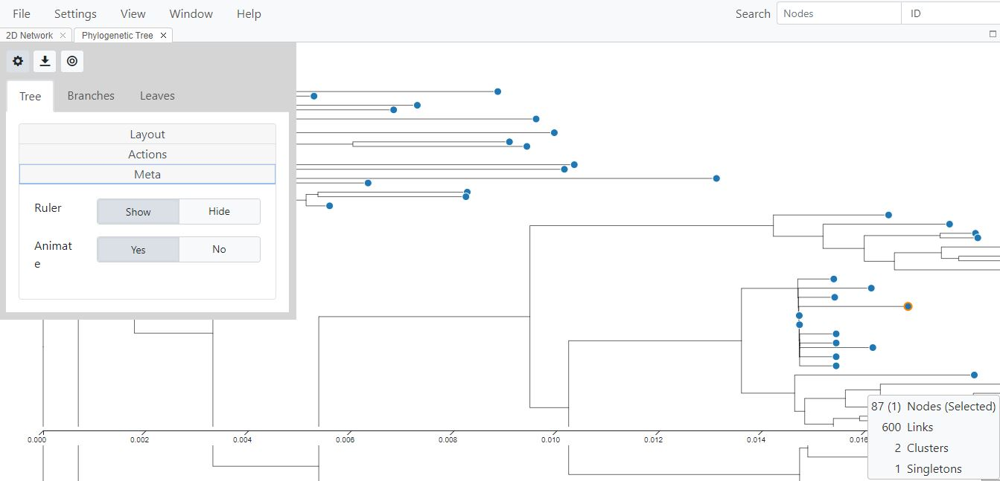 File Settings View Window Help Search Nodes ID
2D Network Phylogenetic Tree
Tree Branches Leaves
Layout
Actions
Meta
Ruler Show Hide
Animat
e
Yes No
87 (1) Nodes (Selected)
600 Links
2 Clusters
1 Singletons
0.000 0.002 0.004 0.006 0.008 0.010 0.012 0.014 0.016